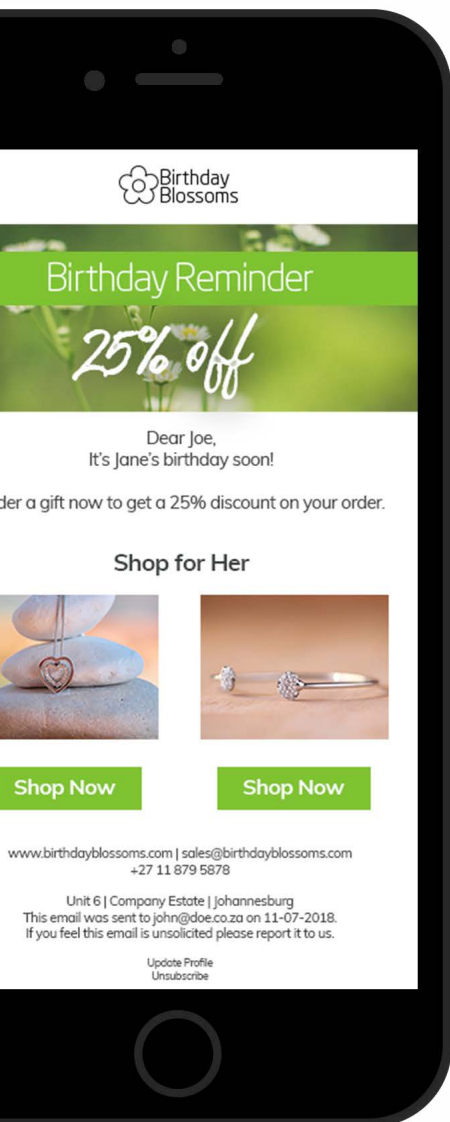 Birthday
Blossoms
Birthday Reminder
25% off
Dear Joe,
It's Jane's birthday soon!
a gift now to get a 25% discount on your order.
Shop for Her
Shop Now
Shop Now
www.birthdayblossoms.com | sales@birthdayblossoms.com
+27 11 879 5878
Unit 6 | Company Estate | Johannesburg
This email was sent to john@doe.co.za on 11-07-2018.
If you feel this email is unsolicited please report it to us.
Update Profile
Unsubscribe